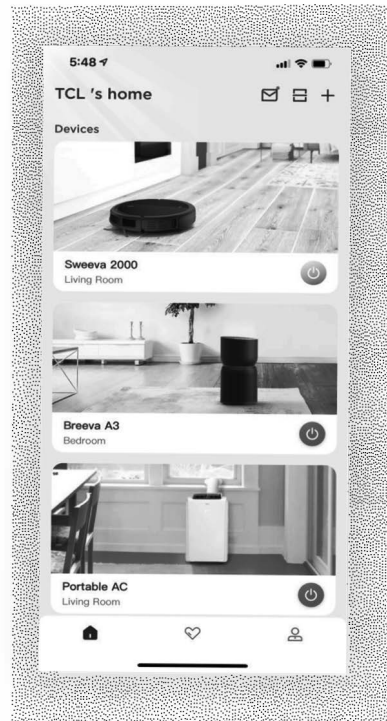 5:48
TCL 's home
Devices
Sweeva 2000
Living Room
Breeva A3
Bedroom
Portable AC
Living Room